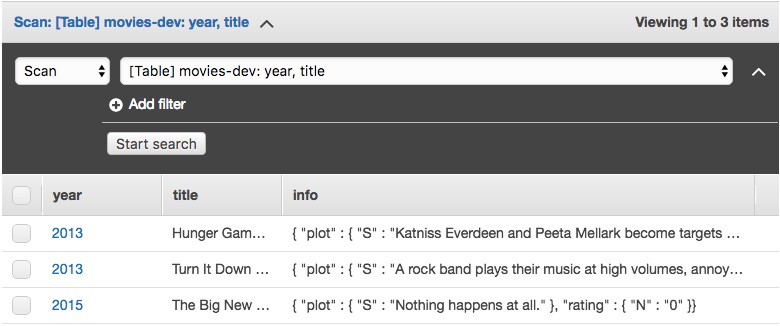 Scan: [Table] movies-dev: year, title Viewing 1 to 3 items
Scan [Table] movies-dev: year, title
Add filter
Start search
year title info
2013 Hunger Gam… { "plot" : { "S" : "Katniss Everdeen and Peeta Mellark become targets …
2013 Turn It Down … { "plot" : { "S" : "A rock band plays their music at high volumes, annoy…
2015 The Big New … { "plot" : { "S" : "Nothing happens at all." }, "rating" : { "N" : "0" }}